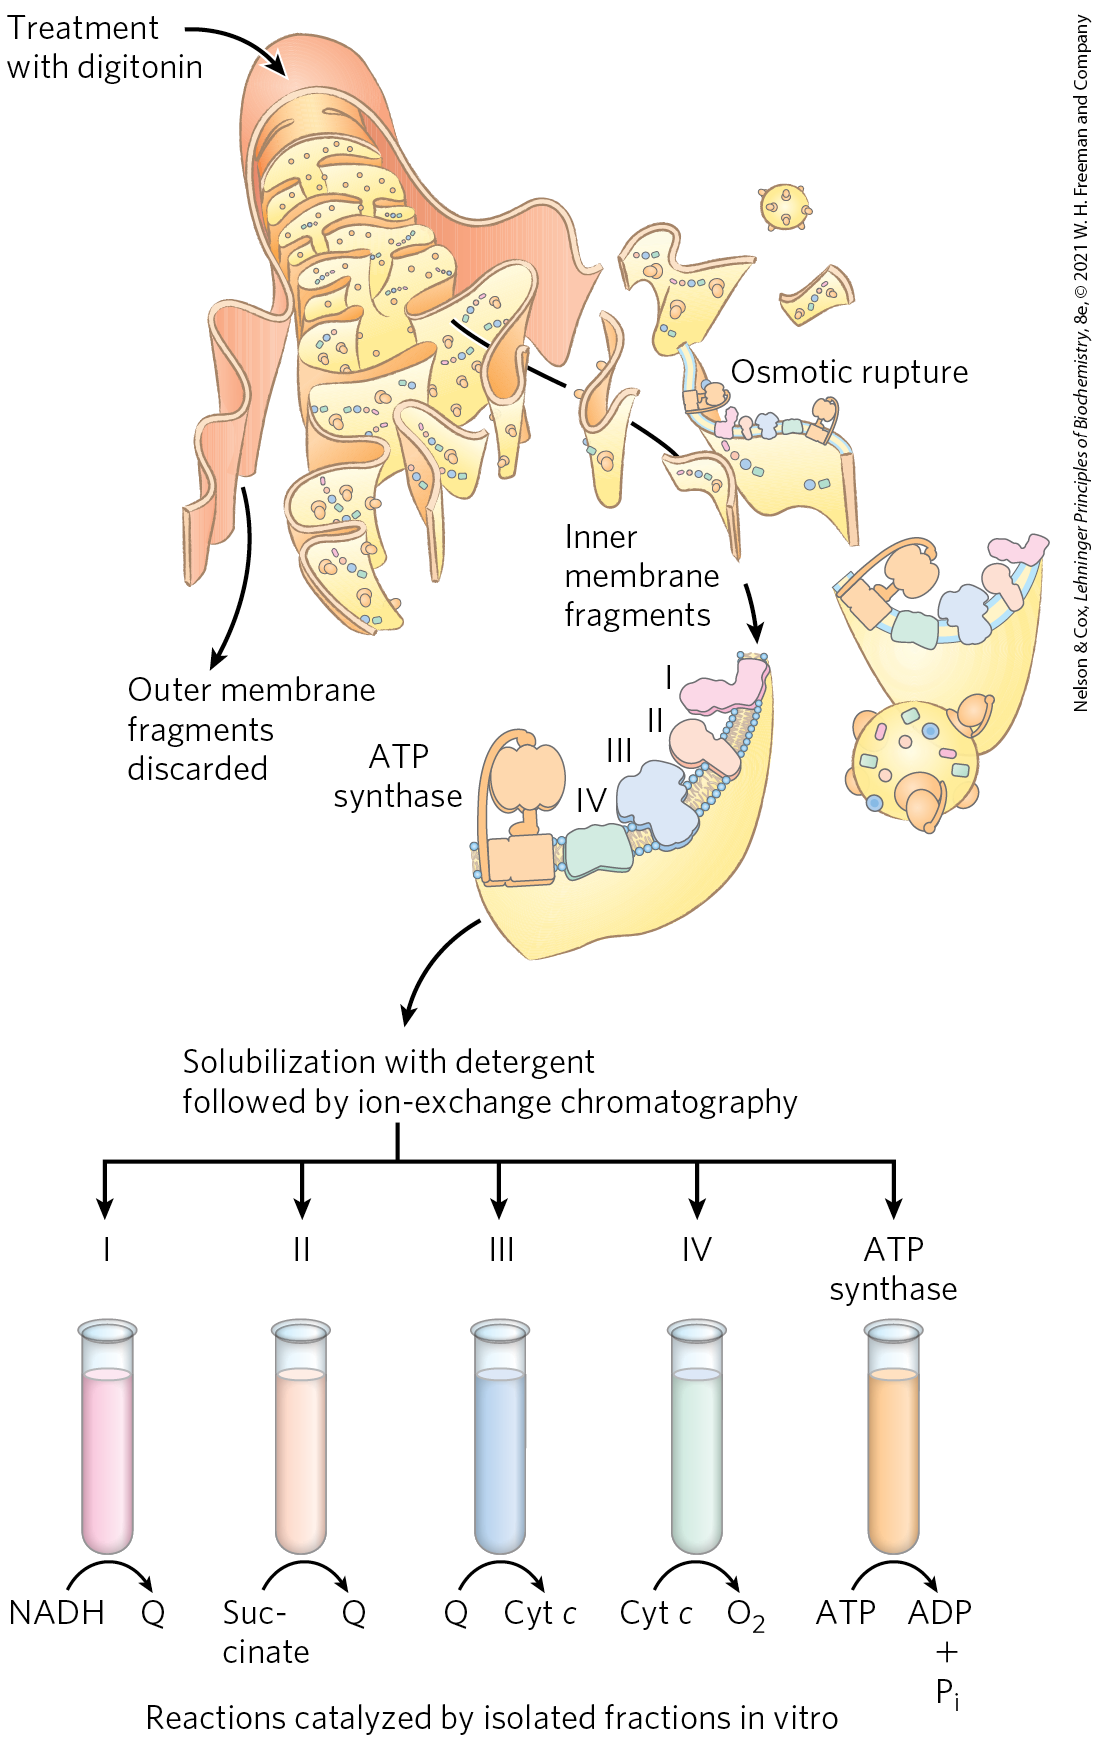 Treatment
with digitonin
Nelson & Cox, Lehninger Principles of Biochemistry, 8e, © 2021 W. H. Freeman and Company
Osmotic rupture
Inner
membrane
fragments
Outer membrane
fragments
discarded
I
II
III
IV
ATP
synthase
Solubilization with detergent
followed by ion-exchange chromatography
I
II
III
IV
ATP
synthase
NADH Q
Suc-
cinate
Q
Q Cyt c
Cyt c O₂
ATP ADP
+
Pᵢ
Reactions catalyzed by isolated fractions in vitro